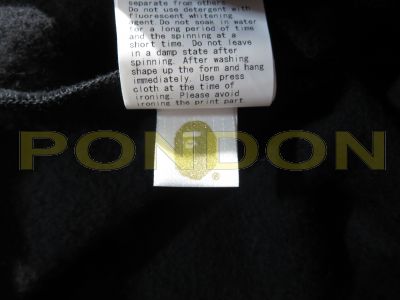 separate from others.
Do not use detergent with
fluorescent whitening
agent.Do not soak in water
for a long period of time
and the spinning at a
short time. Do not leave
in a damp state after
spinning. After washing
shape up the form and hang
immediately. Use press
cloth at the time of
ironing. Please avoid
ironing the print part
PONDON
®